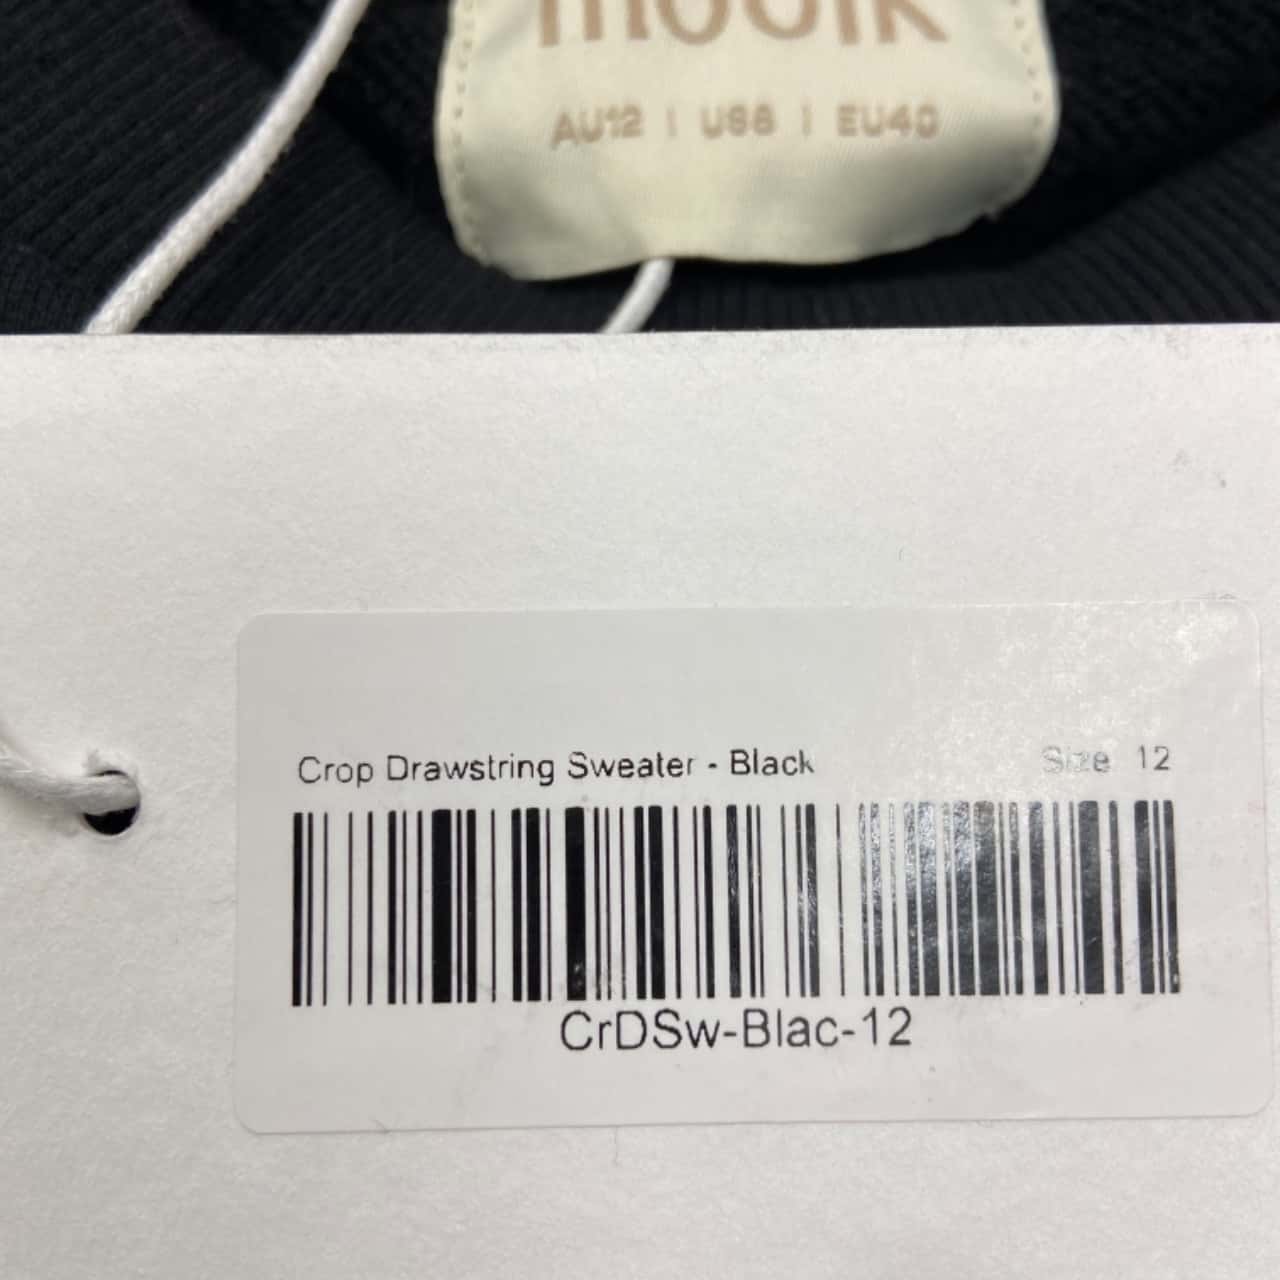 AU12 | US8 | EU40
Crop Drawstring Sweater - Black Size 12
CrDSw-Blac-12